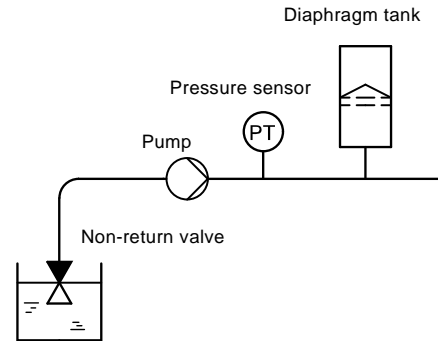 Diaphragm tank
Pressure sensor
PT
Pump
Non-return valve